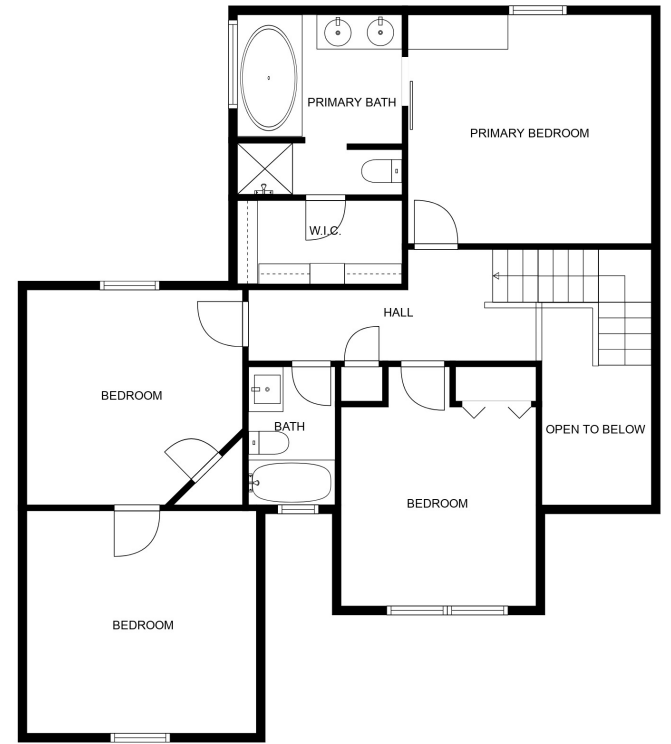 PRIMARY BATH
PRIMARY BEDROOM
W.I.C.
HALL
BEDROOM
BATH
OPEN TO BELOW
BEDROOM
BEDROOM